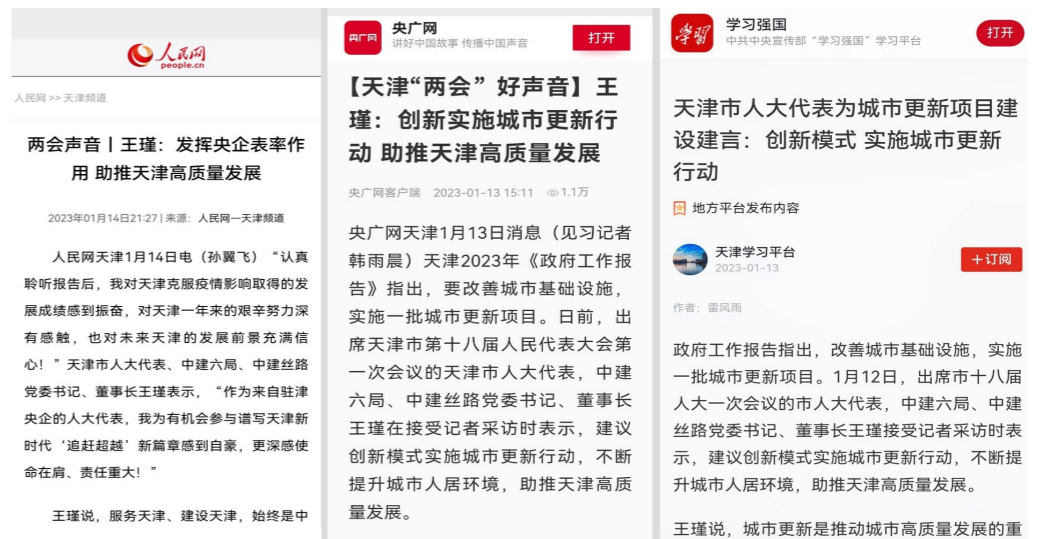 人民网
people.cn
人民网 >> 天津频道
两会声音丨王瑾：发挥央企表率作
用 助推天津高质量发展
2023年01月14日21:27 | 来源：人民网一天津频道
人民网天津1月14日电（孙翼飞）“认真
聆听报告后，我对天津克服疫情影响取得的发
展成绩感到振奋，对天津一年来的艰辛努力深
有感触，也对未来天津的发展前景充满信
心！”天津市人大代表、中建六局、中建丝路
党委书记、董事长王瑾表示，“作为来自驻津
央企的人大代表，我为有机会参与谱写天津新
时代‘追赶超越’新篇章感到自豪，更深感使
命在肩、责任重大！”
王瑾说，服务天津、建设天津，始终是中
央广网
央广网
讲好中国故事 传播中国声音
打开
【天津“两会”好声音】王
瑾：创新实施城市更新行
动 助推天津高质量发展
央广网客户端 2023-01-13 15:11 1.1万
央广网天津1月13日消息（见习记者
韩雨晨）天津2023年《政府工作报
告》指出，要改善城市基础设施，
实施一批城市更新项目。日前，出
席天津市第十八届人民代表大会第
一次会议的天津市人大代表，中建
六局、中建丝路党委书记、董事长
王瑾在接受记者采访时表示，建议
创新模式实施城市更新行动，不断
提升城市人居环境，助推天津高质
量发展。
学習
学习强国
中共中央宣传部“学习强国”学习平台
打开
天津市人大代表为城市更新项目建
设建言：创新模式 实施城市更新
行动
地方平台发布内容
天津学习平台
2023-01-13
＋订阅
作者：雷风雨
政府工作报告指出，改善城市基础设施，实施
一批城市更新项目。1月12日，出席市十八届
人大一次会议的市人大代表，中建六局、中建
丝路党委书记、董事长王瑾接受记者采访时表
示，建议创新模式实施城市更新行动，不断提
升城市人居环境，助推天津高质量发展。
王瑾说，城市更新是推动城市高质量发展的重